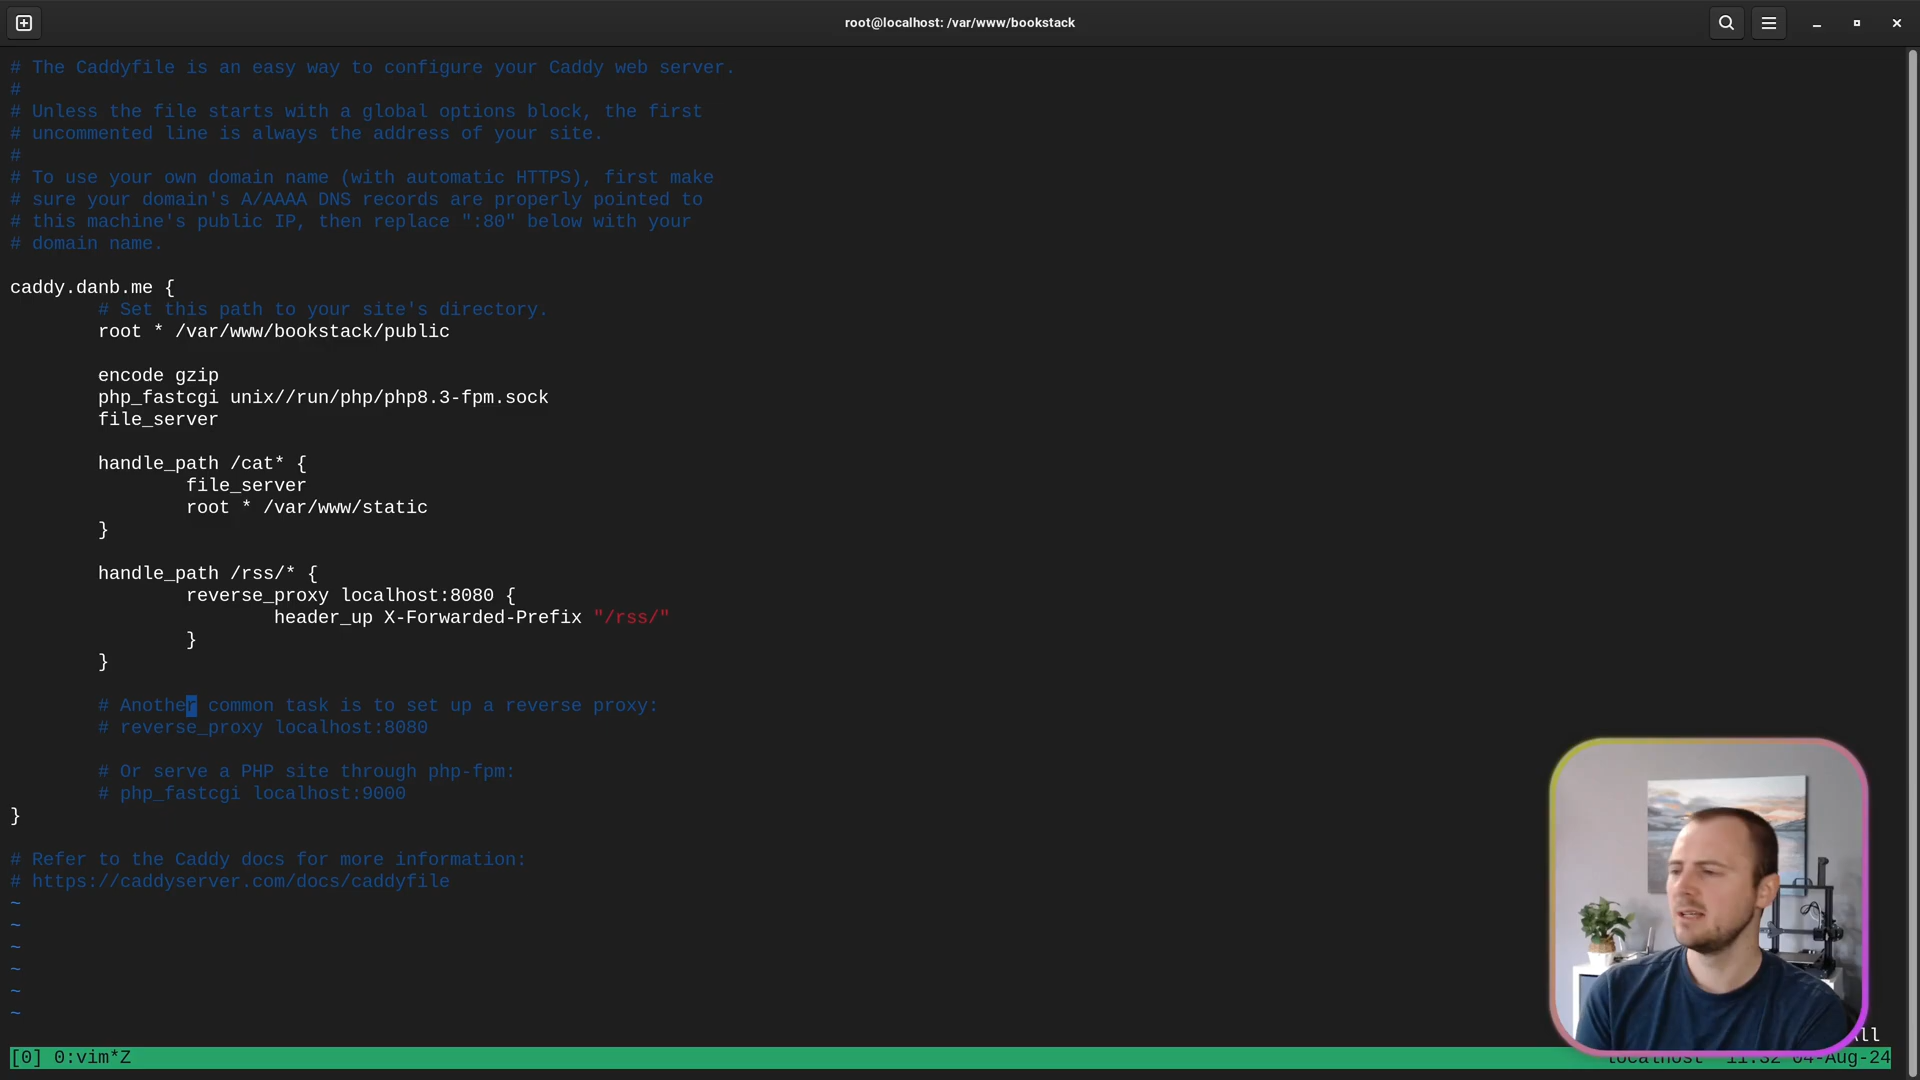 root@localhost: /var/www/bookstack
# The Caddyfile is an easy way to configure your Caddy web server.
#
# Unless the file starts with a global options block, the first
# uncommented line is always the address of your site.
#
# To use your own domain name (with automatic HTTPS), first make
# sure your domain's A/AAAA DNS records are properly pointed to
# this machine's public IP, then replace ":80" below with your
# domain name.
caddy.danb.me {
# Set this path to your site's directory.
root * /var/www/bookstack/public
encode gzip
php_fastcgi unix//run/php/php8.3-fpm.sock
file_server
handle_path /cat* {
file_server
root * /var/www/static
}
handle_path /rss/* {
reverse_proxy localhost:8080 {
header_up X-Forwarded-Prefix "/rss/"
}
}
# Another common task is to set up a reverse proxy:
# reverse_proxy localhost:8080
# Or serve a PHP site through php-fpm:
# php_fastcgi localhost:9000
}
# Refer to the Caddy docs for more information:
# https://caddyserver.com/docs/caddyfile
~
~
~
~
~
~
[0] 0:vim*Z localhost 11:32 04-Aug-24